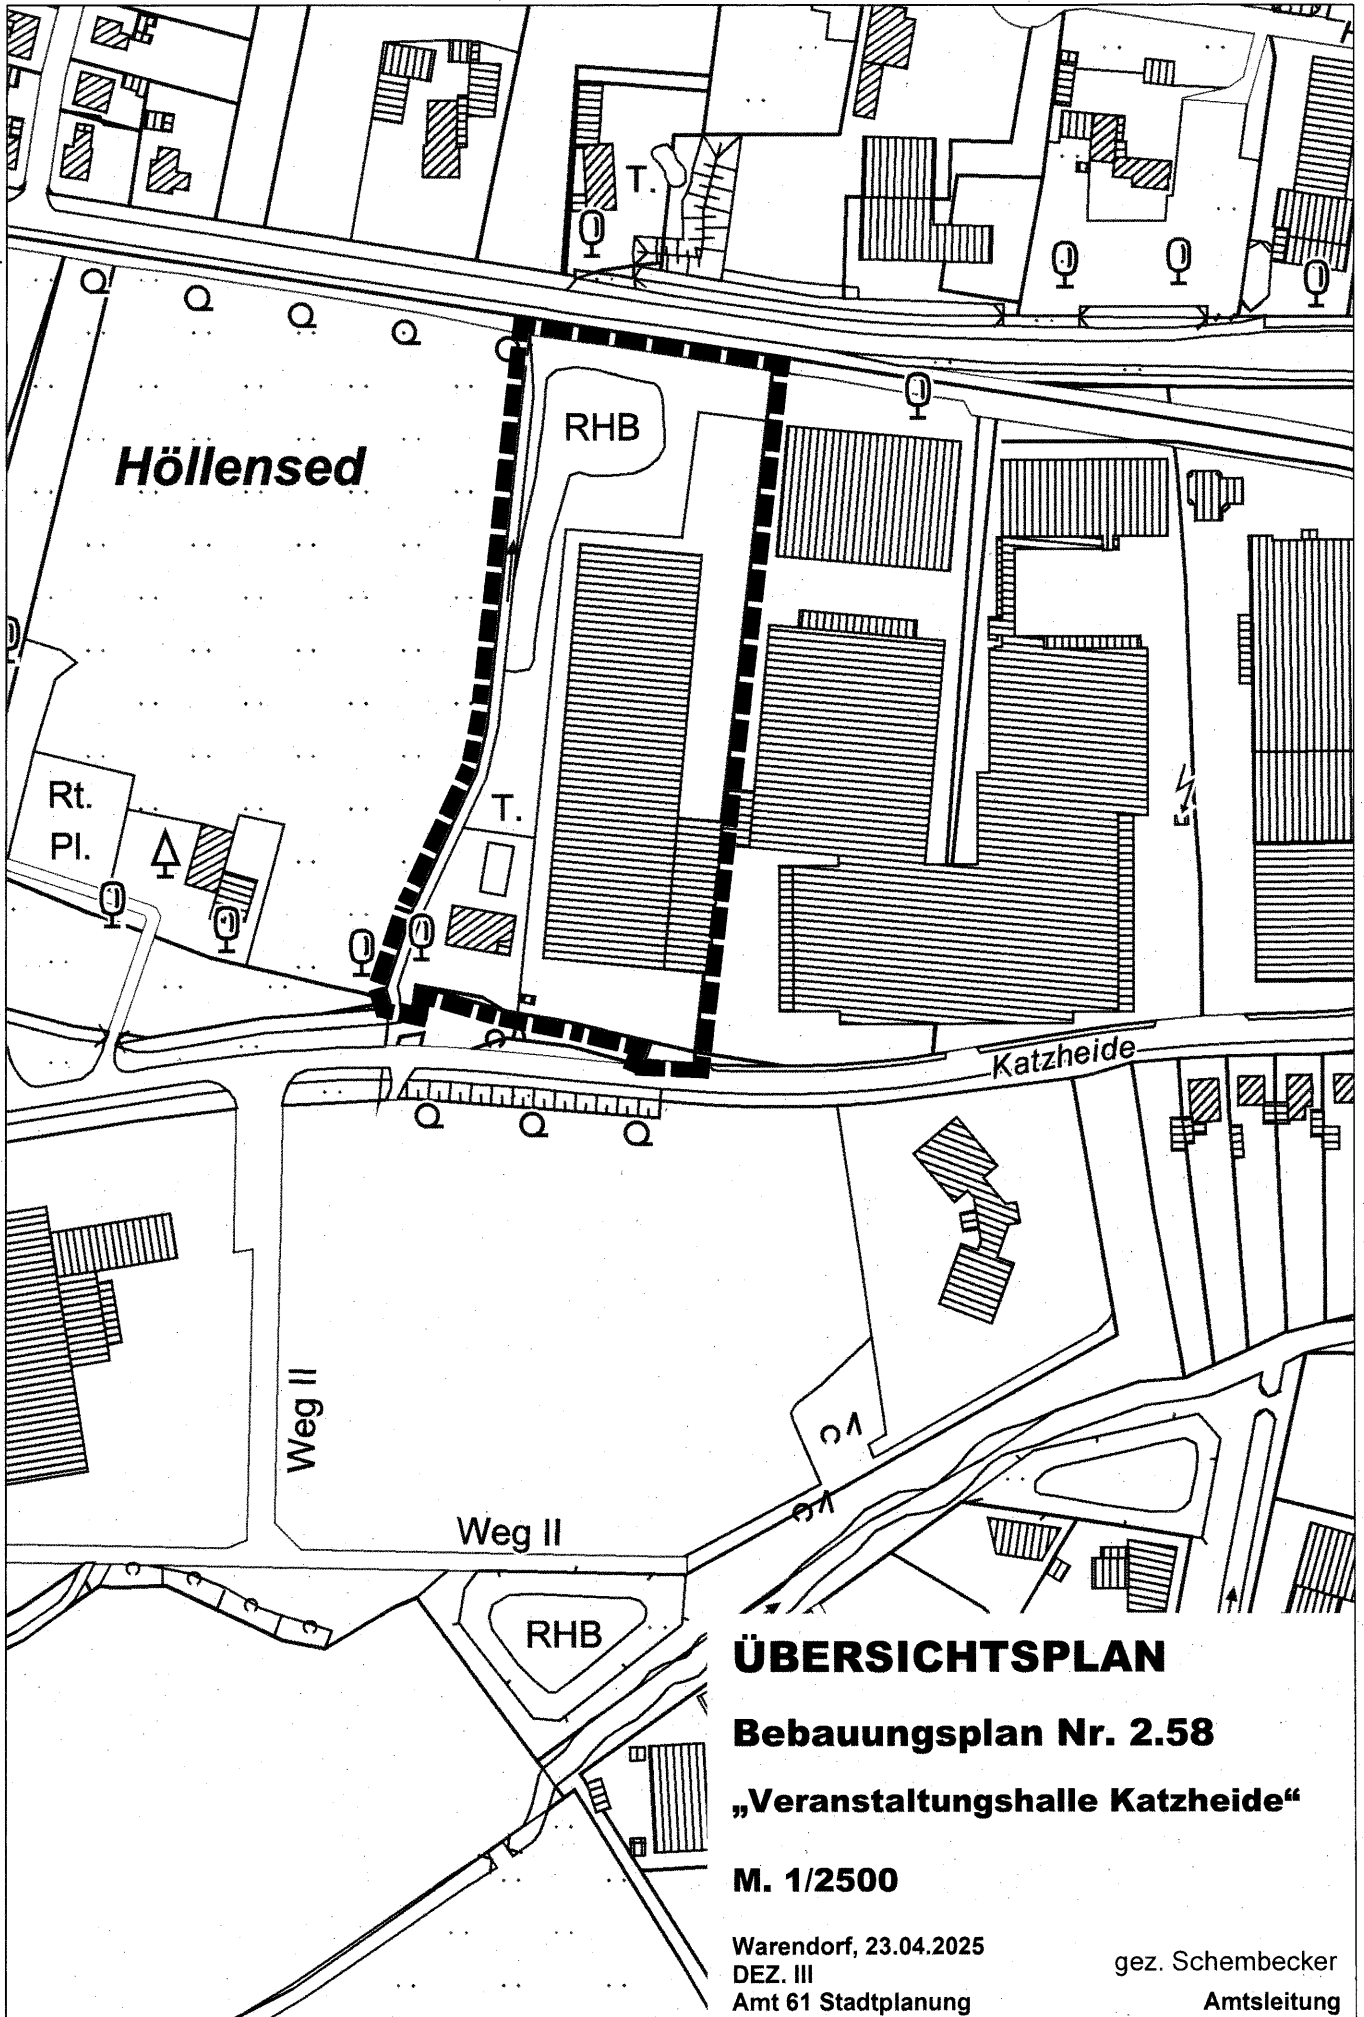 T.
RHB
Höllensed
Rt.
Pl.
T.
Katzheide
Weg II
Weg II
RHB
ÜBERSICHTSPLAN
Bebauungsplan Nr. 2.58
„Veranstaltungshalle Katzheide“
M. 1/2500
Warendorf, 23.04.2025
DEZ. III
Amt 61 Stadtplanung
gez. Schembecker
Amtsleitung